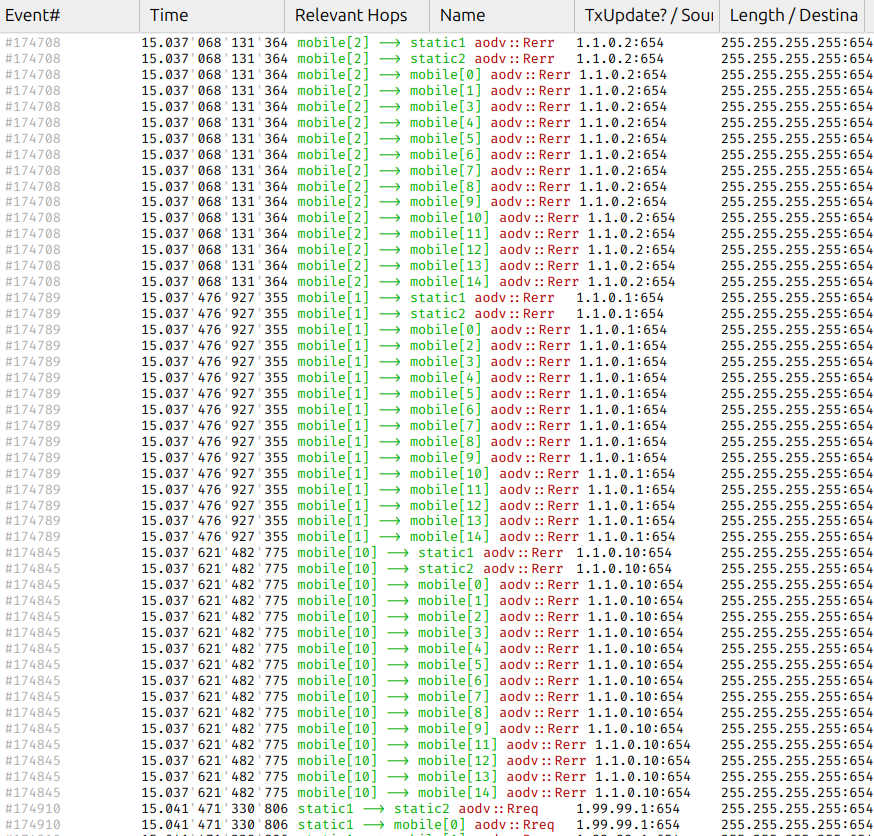 Event# Time Relevant Hops Name TxUpdate? / Sour Length / Destina
#174708 15.037'068'131'364 mobile[2] --> static1 aodv::Rerr 1.1.0.2:654 255.255.255.255:654
#174708 15.037'068'131'364 mobile[2] --> static2 aodv::Rerr 1.1.0.2:654 255.255.255.255:654
#174708 15.037'068'131'364 mobile[2] --> mobile[0] aodv::Rerr 1.1.0.2:654 255.255.255.255:654
#174708 15.037'068'131'364 mobile[2] --> mobile[1] aodv::Rerr 1.1.0.2:654 255.255.255.255:654
#174708 15.037'068'131'364 mobile[2] --> mobile[3] aodv::Rerr 1.1.0.2:654 255.255.255.255:654
#174708 15.037'068'131'364 mobile[2] --> mobile[4] aodv::Rerr 1.1.0.2:654 255.255.255.255:654
#174708 15.037'068'131'364 mobile[2] --> mobile[5] aodv::Rerr 1.1.0.2:654 255.255.255.255:654
#174708 15.037'068'131'364 mobile[2] --> mobile[6] aodv::Rerr 1.1.0.2:654 255.255.255.255:654
#174708 15.037'068'131'364 mobile[2] --> mobile[7] aodv::Rerr 1.1.0.2:654 255.255.255.255:654
#174708 15.037'068'131'364 mobile[2] --> mobile[8] aodv::Rerr 1.1.0.2:654 255.255.255.255:654
#174708 15.037'068'131'364 mobile[2] --> mobile[9] aodv::Rerr 1.1.0.2:654 255.255.255.255:654
#174708 15.037'068'131'364 mobile[2] --> mobile[10] aodv::Rerr 1.1.0.2:654 255.255.255.255:654
#174708 15.037'068'131'364 mobile[2] --> mobile[11] aodv::Rerr 1.1.0.2:654 255.255.255.255:654
#174708 15.037'068'131'364 mobile[2] --> mobile[12] aodv::Rerr 1.1.0.2:654 255.255.255.255:654
#174708 15.037'068'131'364 mobile[2] --> mobile[13] aodv::Rerr 1.1.0.2:654 255.255.255.255:654
#174708 15.037'068'131'364 mobile[2] --> mobile[14] aodv::Rerr 1.1.0.2:654 255.255.255.255:654
#174789 15.037'476'927'355 mobile[1] --> static1 aodv::Rerr 1.1.0.1:654 255.255.255.255:654
#174789 15.037'476'927'355 mobile[1] --> static2 aodv::Rerr 1.1.0.1:654 255.255.255.255:654
#174789 15.037'476'927'355 mobile[1] --> mobile[0] aodv::Rerr 1.1.0.1:654 255.255.255.255:654
#174789 15.037'476'927'355 mobile[1] --> mobile[2] aodv::Rerr 1.1.0.1:654 255.255.255.255:654
#174789 15.037'476'927'355 mobile[1] --> mobile[3] aodv::Rerr 1.1.0.1:654 255.255.255.255:654
#174789 15.037'476'927'355 mobile[1] --> mobile[4] aodv::Rerr 1.1.0.1:654 255.255.255.255:654
#174789 15.037'476'927'355 mobile[1] --> mobile[5] aodv::Rerr 1.1.0.1:654 255.255.255.255:654
#174789 15.037'476'927'355 mobile[1] --> mobile[6] aodv::Rerr 1.1.0.1:654 255.255.255.255:654
#174789 15.037'476'927'355 mobile[1] --> mobile[7] aodv::Rerr 1.1.0.1:654 255.255.255.255:654
#174789 15.037'476'927'355 mobile[1] --> mobile[8] aodv::Rerr 1.1.0.1:654 255.255.255.255:654
#174789 15.037'476'927'355 mobile[1] --> mobile[9] aodv::Rerr 1.1.0.1:654 255.255.255.255:654
#174789 15.037'476'927'355 mobile[1] --> mobile[10] aodv::Rerr 1.1.0.1:654 255.255.255.255:654
#174789 15.037'476'927'355 mobile[1] --> mobile[11] aodv::Rerr 1.1.0.1:654 255.255.255.255:654
#174789 15.037'476'927'355 mobile[1] --> mobile[12] aodv::Rerr 1.1.0.1:654 255.255.255.255:654
#174789 15.037'476'927'355 mobile[1] --> mobile[13] aodv::Rerr 1.1.0.1:654 255.255.255.255:654
#174789 15.037'476'927'355 mobile[1] --> mobile[14] aodv::Rerr 1.1.0.1:654 255.255.255.255:654
#174845 15.037'621'482'775 mobile[10] --> static1 aodv::Rerr 1.1.0.10:654 255.255.255.255:654
#174845 15.037'621'482'775 mobile[10] --> static2 aodv::Rerr 1.1.0.10:654 255.255.255.255:654
#174845 15.037'621'482'775 mobile[10] --> mobile[0] aodv::Rerr 1.1.0.10:654 255.255.255.255:654
#174845 15.037'621'482'775 mobile[10] --> mobile[1] aodv::Rerr 1.1.0.10:654 255.255.255.255:654
#174845 15.037'621'482'775 mobile[10] --> mobile[2] aodv::Rerr 1.1.0.10:654 255.255.255.255:654
#174845 15.037'621'482'775 mobile[10] --> mobile[3] aodv::Rerr 1.1.0.10:654 255.255.255.255:654
#174845 15.037'621'482'775 mobile[10] --> mobile[4] aodv::Rerr 1.1.0.10:654 255.255.255.255:654
#174845 15.037'621'482'775 mobile[10] --> mobile[5] aodv::Rerr 1.1.0.10:654 255.255.255.255:654
#174845 15.037'621'482'775 mobile[10] --> mobile[6] aodv::Rerr 1.1.0.10:654 255.255.255.255:654
#174845 15.037'621'482'775 mobile[10] --> mobile[7] aodv::Rerr 1.1.0.10:654 255.255.255.255:654
#174845 15.037'621'482'775 mobile[10] --> mobile[8] aodv::Rerr 1.1.0.10:654 255.255.255.255:654
#174845 15.037'621'482'775 mobile[10] --> mobile[9] aodv::Rerr 1.1.0.10:654 255.255.255.255:654
#174845 15.037'621'482'775 mobile[10] --> mobile[11] aodv::Rerr 1.1.0.10:654 255.255.255.255:654
#174845 15.037'621'482'775 mobile[10] --> mobile[12] aodv::Rerr 1.1.0.10:654 255.255.255.255:654
#174845 15.037'621'482'775 mobile[10] --> mobile[13] aodv::Rerr 1.1.0.10:654 255.255.255.255:654
#174845 15.037'621'482'775 mobile[10] --> mobile[14] aodv::Rerr 1.1.0.10:654 255.255.255.255:654
#174910 15.041'471'330'806 static1 --> static2 aodv::Rreq 1.99.99.1:654 255.255.255.255:654
#174910 15.041'471'330'806 static1 --> mobile[0] aodv::Rreq 1.99.99.1:654 255.255.255.255:654